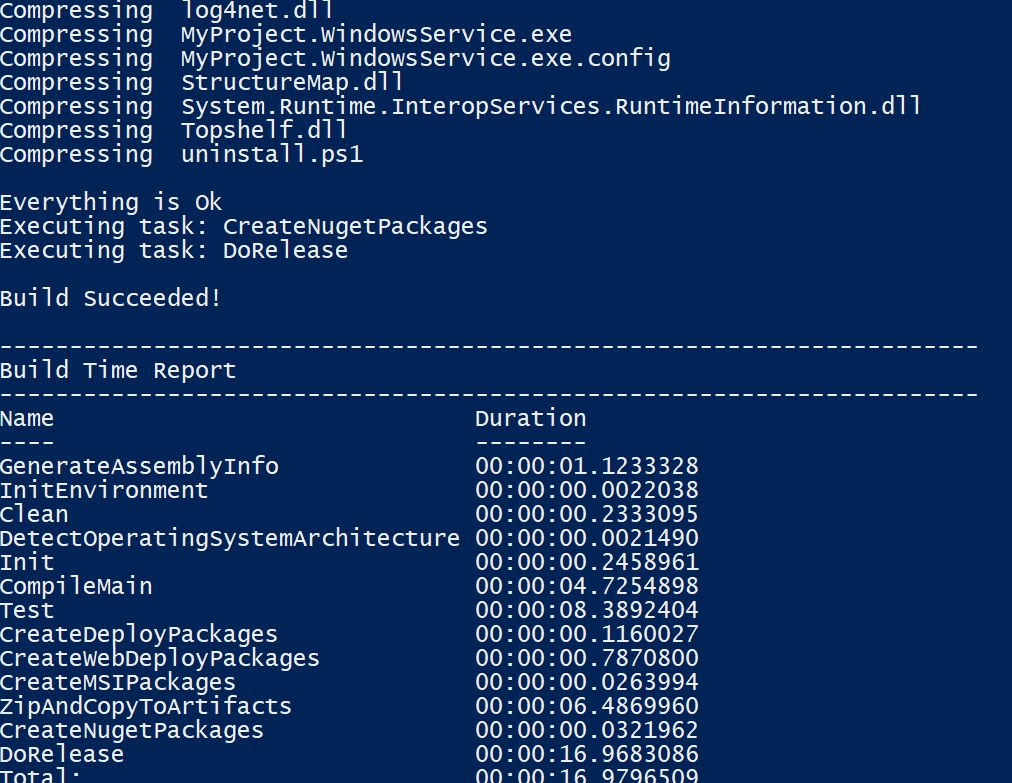 Compressing  log4net.dll
Compressing  MyProject.WindowsService.exe
Compressing  MyProject.WindowsService.exe.config
Compressing  StructureMap.dll
Compressing  System.Runtime.InteropServices.RuntimeInformation.dll
Compressing  Topshelf.dll
Compressing  uninstall.ps1
Everything is Ok
Executing task: CreateNugetPackages
Executing task: DoRelease
Build Succeeded!
----------------------------------------------------------------------
Build Time Report
----------------------------------------------------------------------
Name                              Duration
----                              --------
GenerateAssemblyInfo              00:00:01.1233328
InitEnvironment                   00:00:00.0022038
Clean                             00:00:00.2333095
DetectOperatingSystemArchitecture 00:00:00.0021490
Init                              00:00:00.2458961
CompileMain                       00:00:04.7254898
Test                              00:00:08.3892404
CreateDeployPackages              00:00:00.1160027
CreateWebDeployPackages           00:00:00.7870800
CreateMSIPackages                 00:00:00.0263994
ZipAndCopyToArtifacts             00:00:06.4869960
CreateNugetPackages               00:00:00.0321962
DoRelease                         00:00:16.9683086
Total:                            00:00:16.9796509